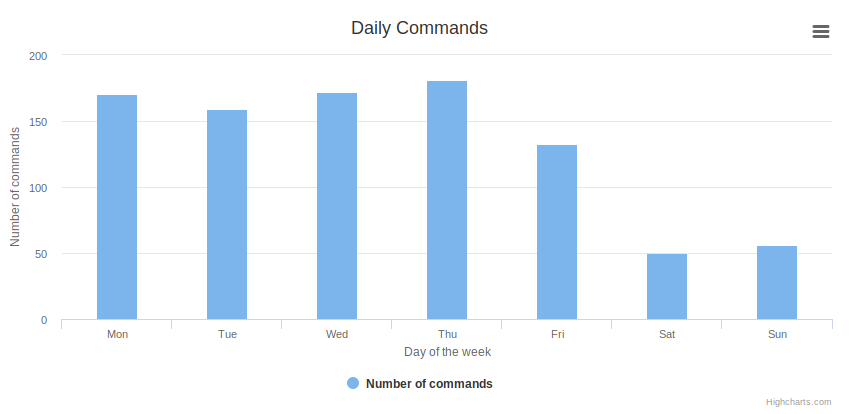 Daily Commands
200
150
100
50
0
Number of commands
Mon Tue Wed Thu Fri Sat Sun
Day of the week
Number of commands
Highcharts.com